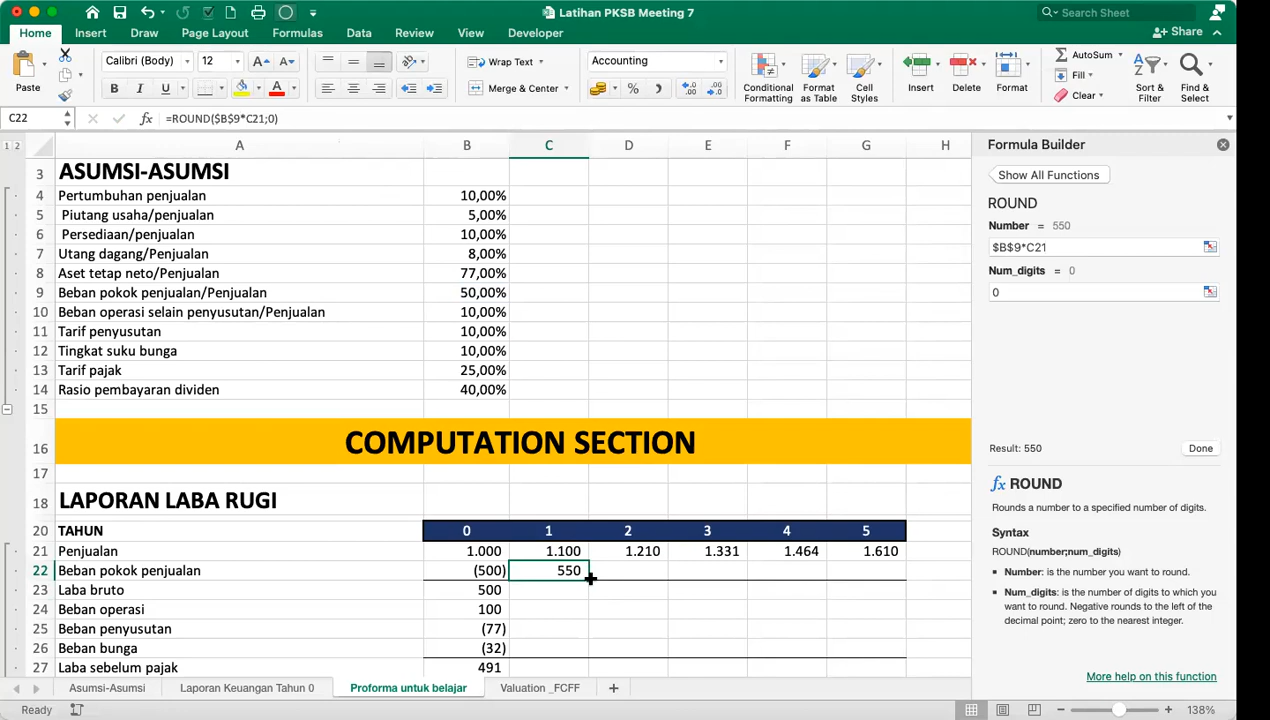 Latihan PKSB Meeting 7
Search Sheet
Home Insert Draw Page Layout Formulas Data Review View Developer
Share
Paste
Calibri (Body) 12
B I U
Wrap Text
Merge & Center
Accounting
Conditional Formatting
Format as Table
Cell Styles
Insert
Delete
Format
AutoSum
Fill
Clear
Sort & Filter
Find & Select
C22 fx =ROUND($B$9*C21;0)
1 2 A B C D E F G H
3 ASUMSI-ASUMSI
4 Pertumbuhan penjualan 10,00%
5 Piutang usaha/penjualan 5,00%
6 Persediaan/penjualan 10,00%
7 Utang dagang/Penjualan 8,00%
8 Aset tetap neto/Penjualan 77,00%
9 Beban pokok penjualan/Penjualan 50,00%
10 Beban operasi selain penyusutan/Penjualan 10,00%
11 Tarif penyusutan 10,00%
12 Tingkat suku bunga 10,00%
13 Tarif pajak 25,00%
14 Rasio pembayaran dividen 40,00%
15
16 COMPUTATION SECTION
17
18 LAPORAN LABA RUGI
20 TAHUN 0 1 2 3 4 5
21 Penjualan 1.000 1.100 1.210 1.331 1.464 1.610
22 Beban pokok penjualan (500) 550
23 Laba bruto 500
24 Beban operasi 100
25 Beban penyusutan (77)
26 Beban bunga (32)
27 Laba sebelum pajak 491
Formula Builder
Show All Functions
ROUND
Number = 550
$B$9*C21
Num_digits = 0
0
Result: 550
Done
fx ROUND
Rounds a number to a specified number of digits.
Syntax
ROUND(number;num_digits)
• Number: is the number you want to round.
• Num_digits: is the number of digits to which you
want to round. Negative rounds to the left of the
decimal point; zero to the nearest integer.
More help on this function
Asumsi-Asumsi Laporan Keuangan Tahun 0 Proforma untuk belajar Valuation _FCFF +
Ready
138%